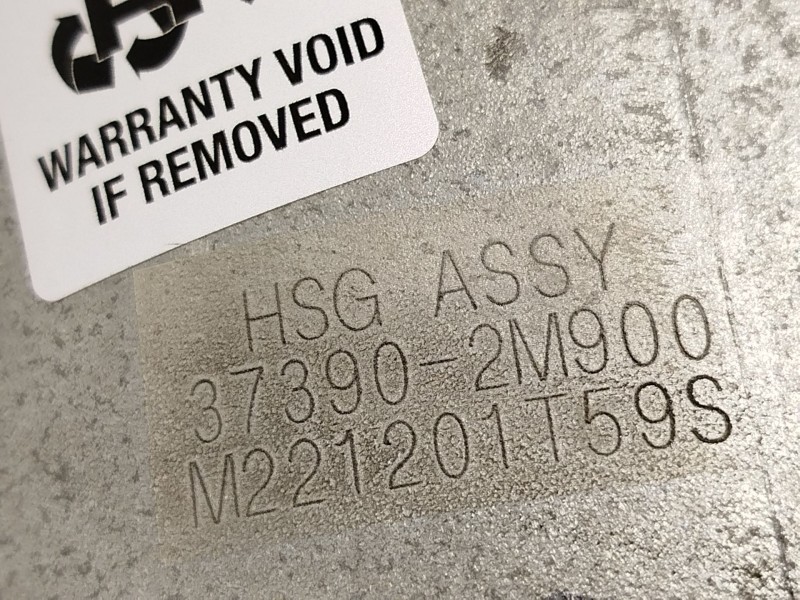 WARRANTY VOID
IF REMOVED
HSG ASSY
37390-2M900
M221201T59S